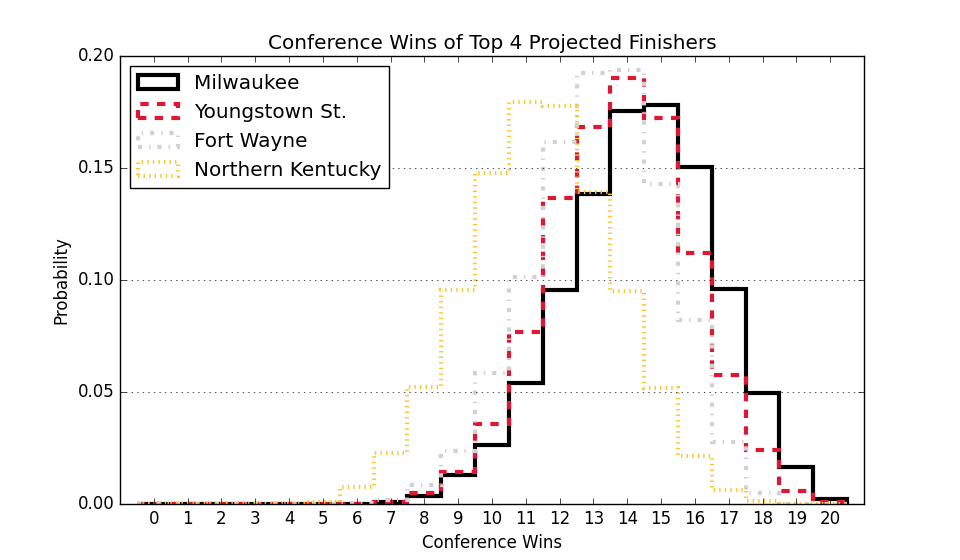 Conference Wins of Top 4 Projected Finishers
0.20
0.15
0.10
0.05
0.00
Probability
Milwaukee
Youngstown St.
Fort Wayne
Northern Kentucky
0 1 2 3 4 5 6 7 8 9 10 11 12 13 14 15 16 17 18 19 20
Conference Wins